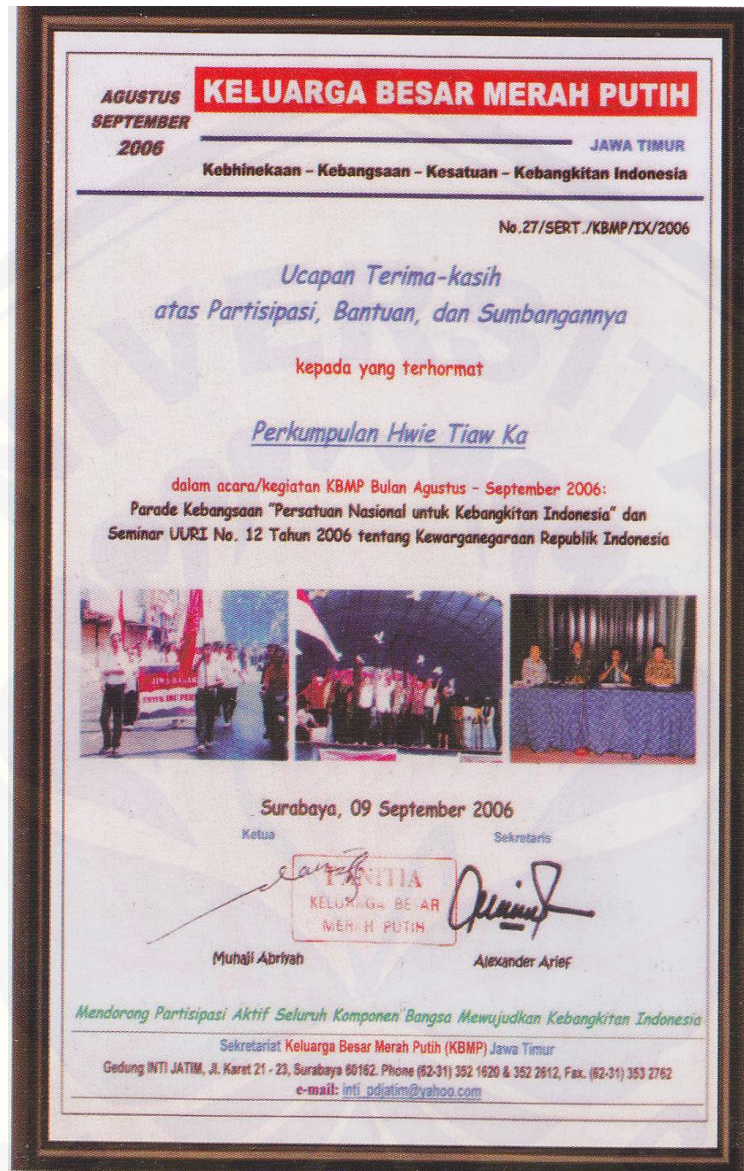 AGUSTUS
SEPTEMBER
2006
KELUARGA BESAR MERAH PUTIH
JAWA TIMUR
Kebhinekaan – Kebangsaan – Kesatuan – Kebangkitan Indonesia
No.27/SERT./KBMP/IX/2006
Ucapan Terima-kasih
atas Partisipasi, Bantuan, dan Sumbangannya
kepada yang terhormat
Perkumpulan Hwie Tiaw Ka
dalam acara/kegiatan KBMP Bulan Agustus – September 2006:
Parade Kebangsaan "Persatuan Nasional untuk Kebangkitan Indonesia" dan
Seminar UURI No. 12 Tahun 2006 tentang Kewarganegaraan Republik Indonesia
Surabaya, 09 September 2006
Ketua
Sekretaris
PANITIA
KELUARGA BESAR
MERAH PUTIH
Muhaji Abriyah
Alexander Arief
Mendorong Partisipasi Aktif Seluruh Komponen Bangsa Mewujudkan Kebangkitan Indonesia
Sekretariat Keluarga Besar Merah Putih (KBMP) Jawa Timur
Gedung INTI JATIM, Jl. Karet 21 - 23, Surabaya 60162. Phone (62-31) 352 1620 & 352 2612, Fax. (62-31) 353 2762
e-mail: inti_pdjatim@yahoo.com